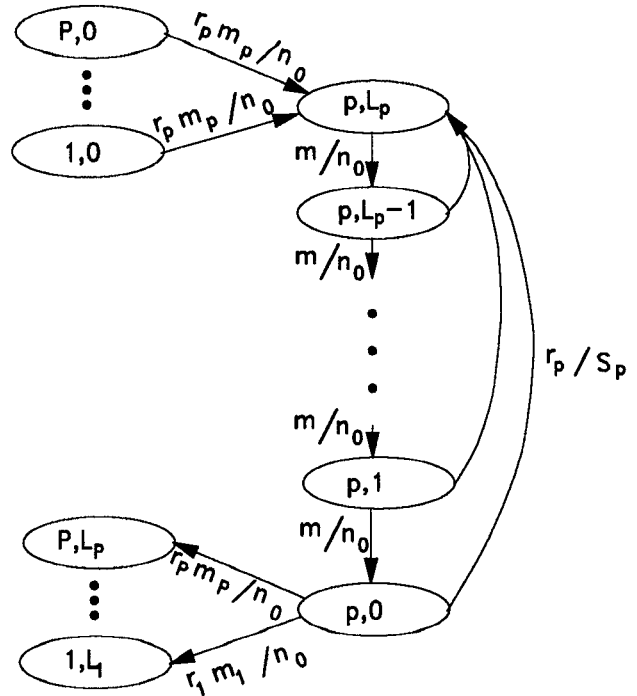 P,0
r_p m_p / n_0
1,0
r_p m_p / n_0
p,L_p
m/n_0
p,L_p-1
m/n_0
r_p / S_p
m/n_0
p,1
m/n_0
P,L_P
r_P m_P / n_0
p,0
1,L_1
r_1 m_1 / n_0